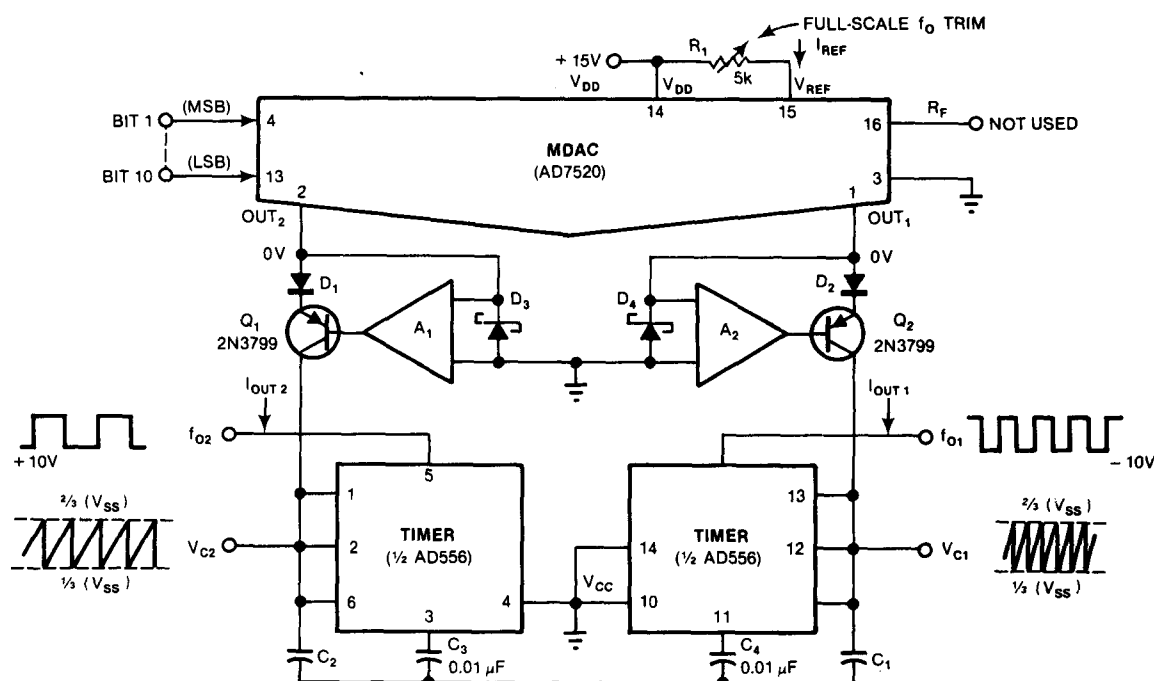 FULL-SCALE fO TRIM
R1
IREF
+ 15V
5k
VDD
VDD
VREF
14
15
BIT 1
(MSB)
4
16
RF
NOT USED
MDAC
(AD7520)
BIT 10
(LSB)
13
3
2
1
OUT2
OUT1
0V
0V
D1
D3
D4
D2
Q1
2N3799
A1
A2
Q2
2N3799
IOUT 2
IOUT 1
fO2
fO1
+ 10V
- 10V
5
1
13
2/3 (VSS)
2/3 (VSS)
TIMER
(½ AD556)
TIMER
(½ AD556)
VC2
2
14
12
VC1
1/3 (VSS)
1/3 (VSS)
6
4
VCC
10
3
11
C2
C3
0.01 µF
C4
0.01 µF
C1